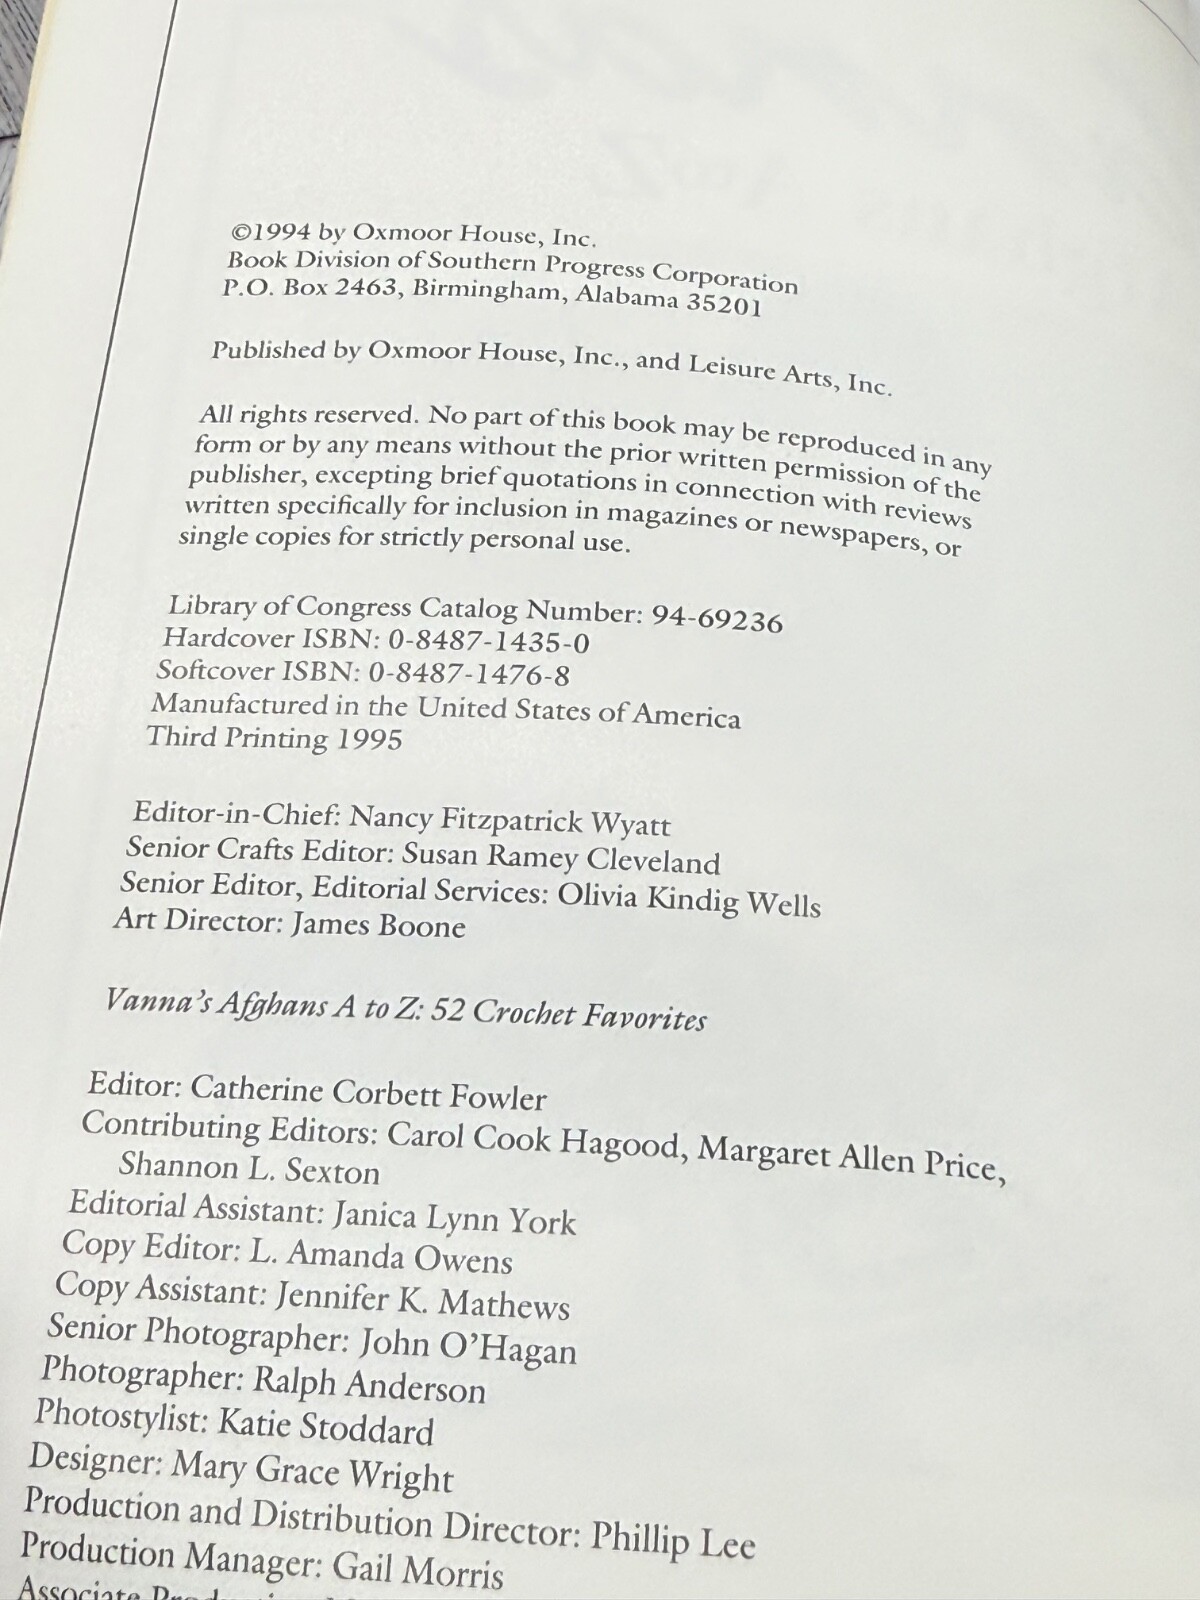 ©1994 by Oxmoor House, Inc.
Book Division of Southern Progress Corporation
P.O. Box 2463, Birmingham, Alabama 35201
Published by Oxmoor House, Inc., and Leisure Arts, Inc.
All rights reserved. No part of this book may be reproduced in any
form or by any means without the prior written permission of the
publisher, excepting brief quotations in connection with reviews
written specifically for inclusion in magazines or newspapers, or
single copies for strictly personal use.
Library of Congress Catalog Number: 94-69236
Hardcover ISBN: 0-8487-1435-0
Softcover ISBN: 0-8487-1476-8
Manufactured in the United States of America
Third Printing 1995
Editor-in-Chief: Nancy Fitzpatrick Wyatt
Senior Crafts Editor: Susan Ramey Cleveland
Senior Editor, Editorial Services: Olivia Kindig Wells
Art Director: James Boone
Vanna's Afghans A to Z: 52 Crochet Favorites
Editor: Catherine Corbett Fowler
Contributing Editors: Carol Cook Hagood, Margaret Allen Price,
Shannon L. Sexton
Editorial Assistant: Janica Lynn York
Copy Editor: L. Amanda Owens
Copy Assistant: Jennifer K. Mathews
Senior Photographer: John O'Hagan
Photographer: Ralph Anderson
Photostylist: Katie Stoddard
Designer: Mary Grace Wright
Production and Distribution Director: Phillip Lee
Production Manager: Gail Morris
Associate